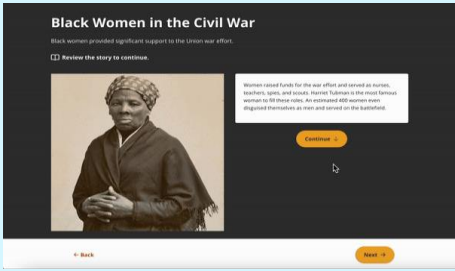 Black Women in the Civil War
Black women provided significant support to the Union war effort.
Review the story to continue.
Women raised funds for the war effort and served as nurses,
teachers, spies, and scouts. Harriet Tubman is the most famous
woman to fill these roles. An estimated 400 women even
disguised themselves as men and served on the battlefield.
Continue ↓
← Back
Next →